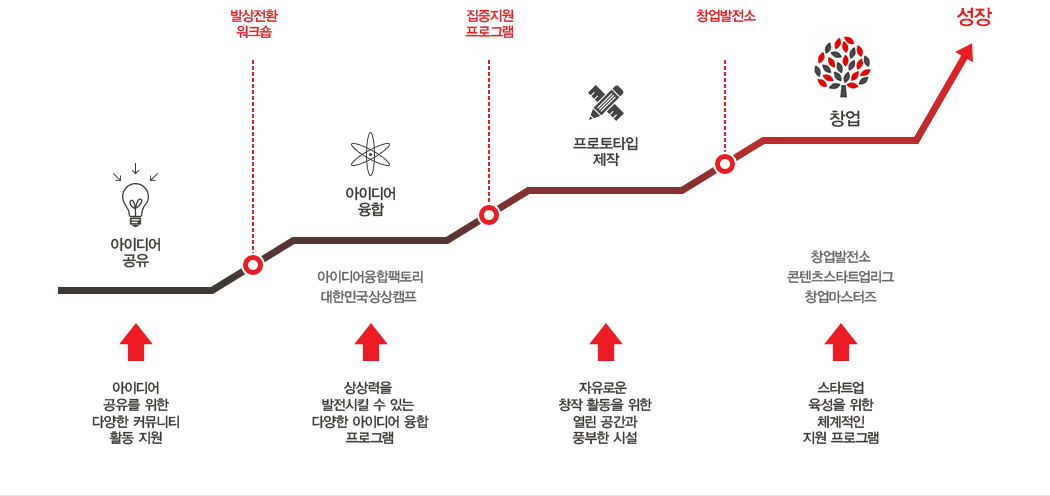 발상전환
워크숍
집중지원
프로그램
창업발전소
성장
창업
프로토타입
제작
아이디어
융합
아이디어
공유
아이디어융합팩토리
대한민국상상캠프
창업발전소
콘텐츠스타트업리그
창업마스터즈
아이디어
공유를 위한
다양한 커뮤니티
활동 지원
상상력을
발전시킬 수 있는
다양한 아이디어 융합
프로그램
자유로운
창작 활동을 위한
열린 공간과
풍부한 시설
스타트업
육성을 위한
체계적인
지원 프로그램